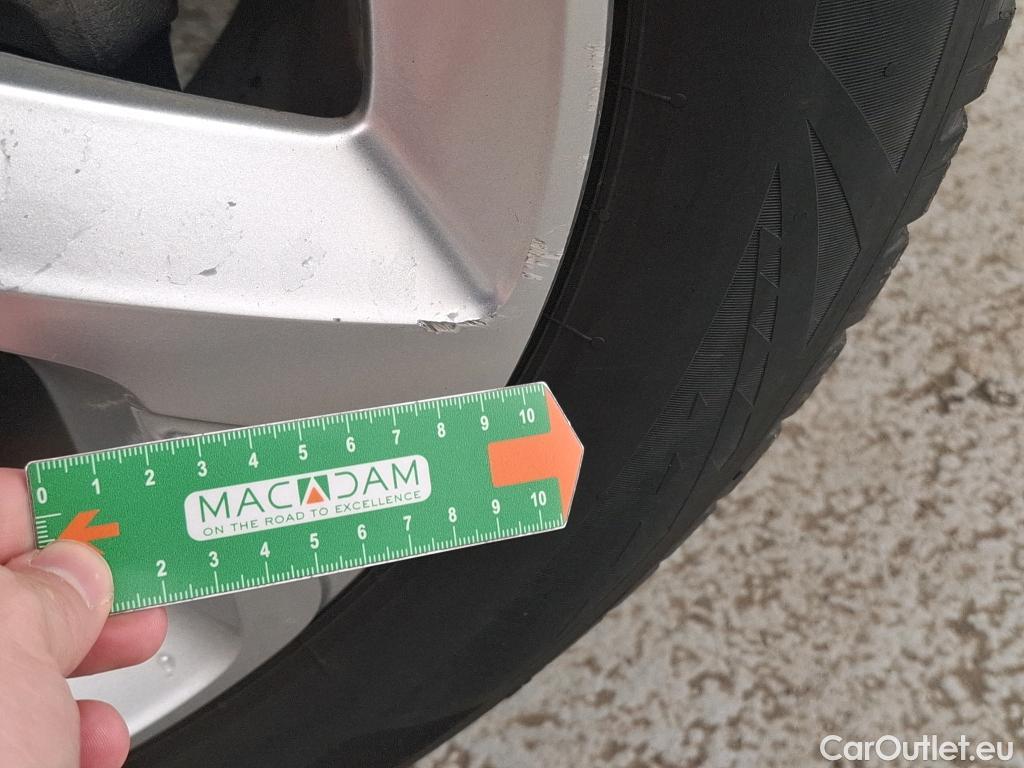 0 1 2 3 4 5 6 7 8 9 10
MACADAM
ON THE ROAD TO EXCELLENCE
2 3 4 5 6 7 8 9 10
CarOutlet.eu